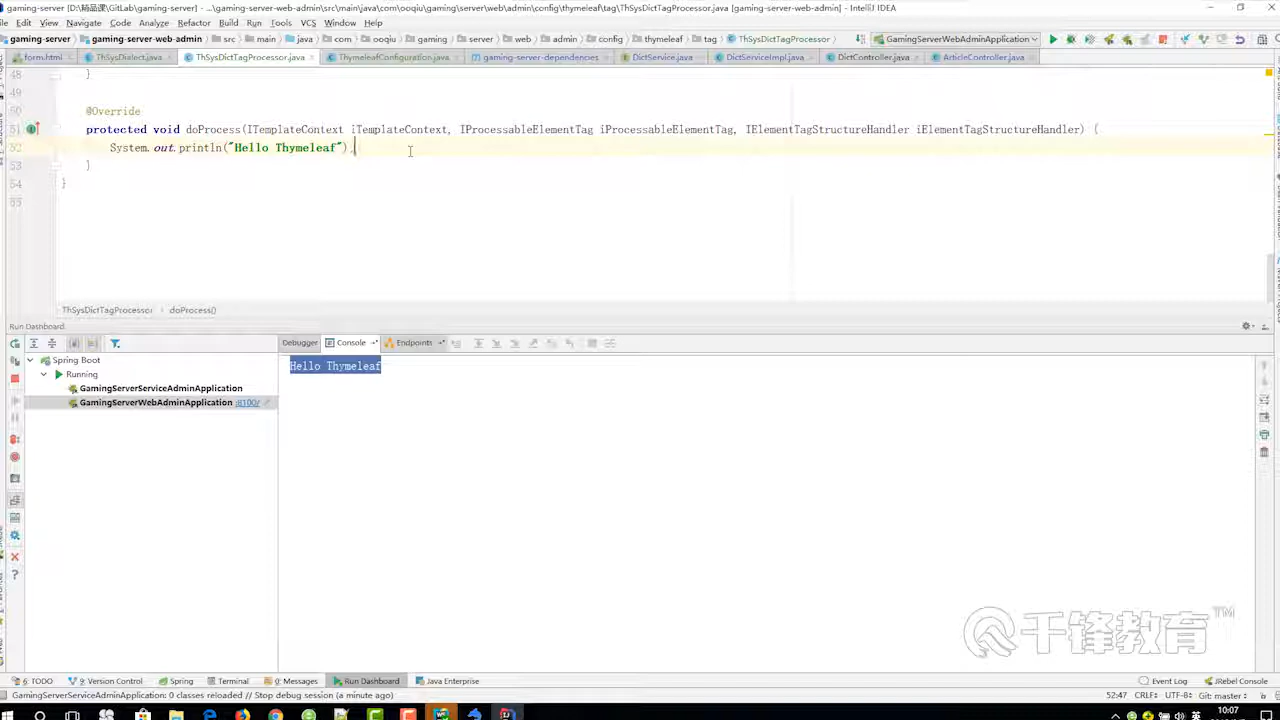 gaming-server [D:\精品课\GitLab\gaming-server] - ...\gaming-server-web-admin\src\main\java\com\ooqiu\gaming\server\web\admin\config\thymeleaf\tag\ThSysDictTagProcessor.java [gaming-server-web-admin] - IntelliJ IDEA
Edit View Navigate Code Analyze Refactor Build Run Tools VCS Window Help
gaming-server gaming-server-web-admin src main java com ooqiu gaming server web admin config thymeleaf tag ThSysDictTagProcessor GamingServerWebAdminApplication
form.html ThSysDialect.java ThSysDictTagProcessor.java ThymeleafConfiguration.java gaming-server-dependencies DictService.java DictServiceImpl.java DictController.java ArticleController.java
48 }
49
50 @Override
51 protected void doProcess(ITemplateContext iTemplateContext, IProcessableElementTag iProcessableElementTag, IElementTagStructureHandler iElementTagStructureHandler) {
52 System.out.println("Hello Thymeleaf");
53 }
54 }
55
ThSysDictTagProcessor doProcess()
Run Dashboard:
Debugger Console Endpoints
Spring Boot
Running
GamingServerServiceAdminApplication
GamingServerWebAdminApplication :8100/
Hello Thymeleaf
千锋教育 TM
6: TODO 9: Version Control Spring Terminal 0: Messages Run Dashboard Java Enterprise Event Log JRebel Console
GamingServerServiceAdminApplication: 0 classes reloaded // Stop debug session (a minute ago) 52:47 CRLF UTF-8 Git: master
英 10:07